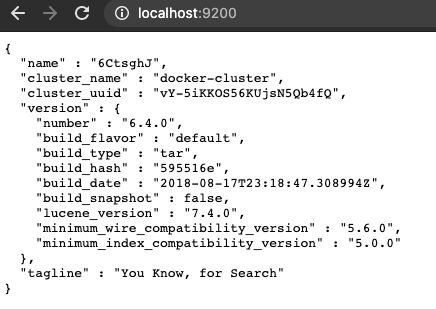 localhost:9200
{
"name" : "6CtsghJ",
"cluster_name" : "docker-cluster",
"cluster_uuid" : "vY-5iKKOS56KUjsN5Qb4fQ",
"version" : {
"number" : "6.4.0",
"build_flavor" : "default",
"build_type" : "tar",
"build_hash" : "595516e",
"build_date" : "2018-08-17T23:18:47.308994Z",
"build_snapshot" : false,
"lucene_version" : "7.4.0",
"minimum_wire_compatibility_version" : "5.6.0",
"minimum_index_compatibility_version" : "5.0.0"
},
"tagline" : "You Know, for Search"
}